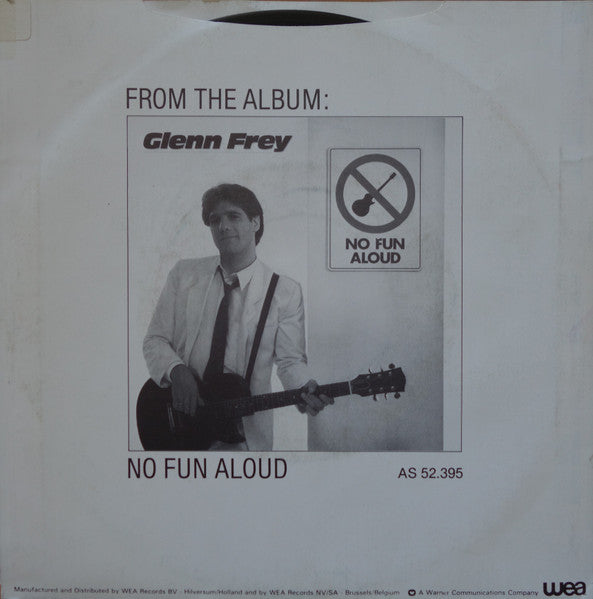 FROM THE ALBUM:
Glenn Frey
NO FUN
ALOUD
NO FUN ALOUD
AS 52.395
Manufactured and Distributed by WEA Records BV - Hilversum/Holland and by WEA Records NV/SA - Brussels/Belgium
A Warner Communications Company
wea